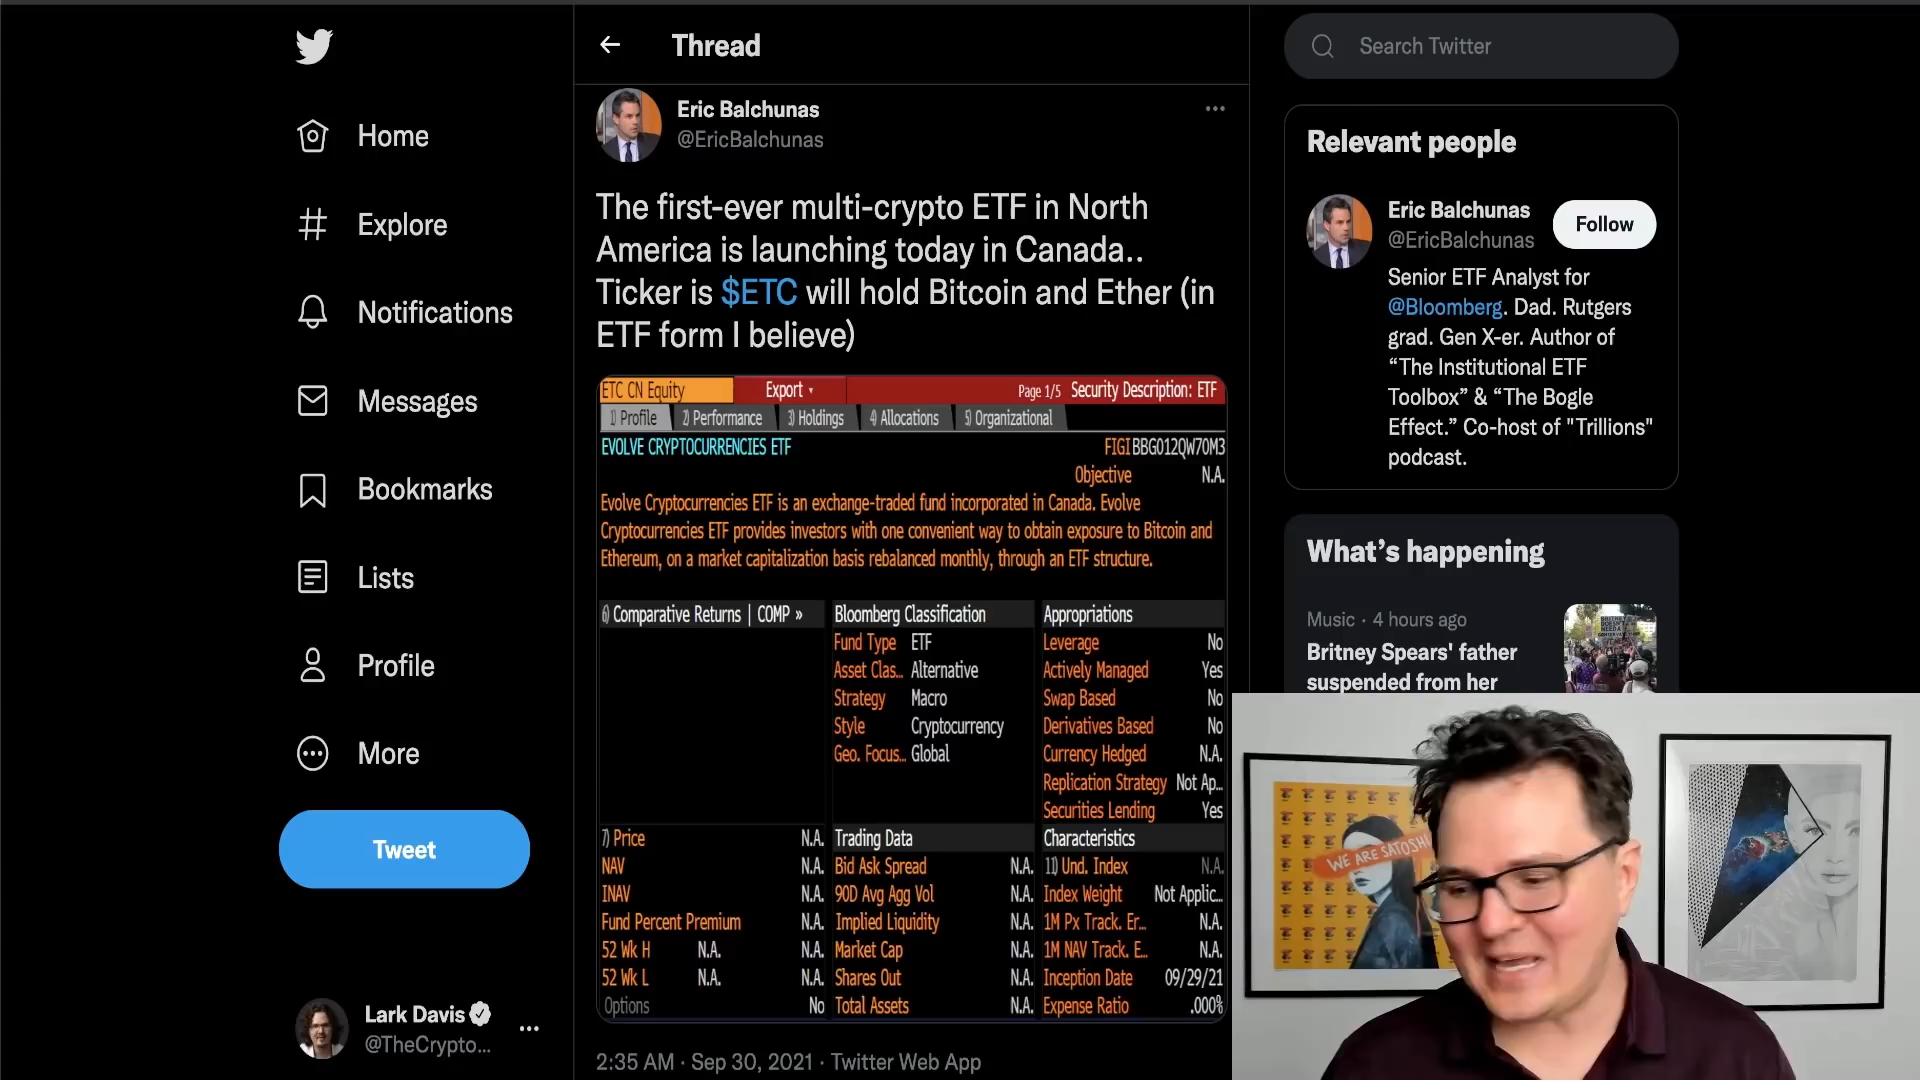 Home
Explore
Notifications
Messages
Bookmarks
Lists
Profile
More
Tweet
Lark Davis
@TheCrypto...
Thread
Eric Balchunas
@EricBalchunas
The first-ever multi-crypto ETF in North
America is launching today in Canada..
Ticker is $ETC will hold Bitcoin and Ether (in
ETF form I believe)
ETC CN Equity Export Page 1/5 Security Description: ETF
1) Profile 2) Performance 3) Holdings 4) Allocations 5) Organizational
EVOLVE CRYPTOCURRENCIES ETF FIGI BBG012QW70M3
Objective N.A.
Evolve Cryptocurrencies ETF is an exchange-traded fund incorporated in Canada. Evolve
Cryptocurrencies ETF provides investors with one convenient way to obtain exposure to Bitcoin and
Ethereum, on a market capitalization basis rebalanced monthly, through an ETF structure.
6) Comparative Returns | COMP »
Bloomberg Classification
Fund Type ETF
Asset Clas... Alternative
Strategy Macro
Style Cryptocurrency
Geo. Focus... Global
Appropriations
Leverage No
Actively Managed Yes
Swap Based No
Derivatives Based No
Currency Hedged N.A.
Replication Strategy Not Ap...
Securities Lending Yes
7) Price N.A.
NAV N.A.
INAV N.A.
Fund Percent Premium N.A.
52 Wk H N.A. N.A.
52 Wk L N.A. N.A.
Options No
Trading Data
Bid Ask Spread N.A.
90D Avg Agg Vol N.A.
Implied Liquidity N.A.
Market Cap N.A.
Shares Out N.A.
Total Assets N.A.
Characteristics
11) Und. Index N.A.
Index Weight Not Applic...
1M Px Track. Er... N.A.
1M NAV Track. E... N.A.
Inception Date 09/29/21
Expense Ratio .000%
2:35 AM · Sep 30, 2021 · Twitter Web App
Search Twitter
Relevant people
Eric Balchunas
@EricBalchunas
Follow
Senior ETF Analyst for
@Bloomberg. Dad. Rutgers
grad. Gen X-er. Author of
“The Institutional ETF
Toolbox” & “The Bogle
Effect.” Co-host of "Trillions"
podcast.
What’s happening
Music · 4 hours ago
Britney Spears' father
suspended from her
WE ARE SATOSHI